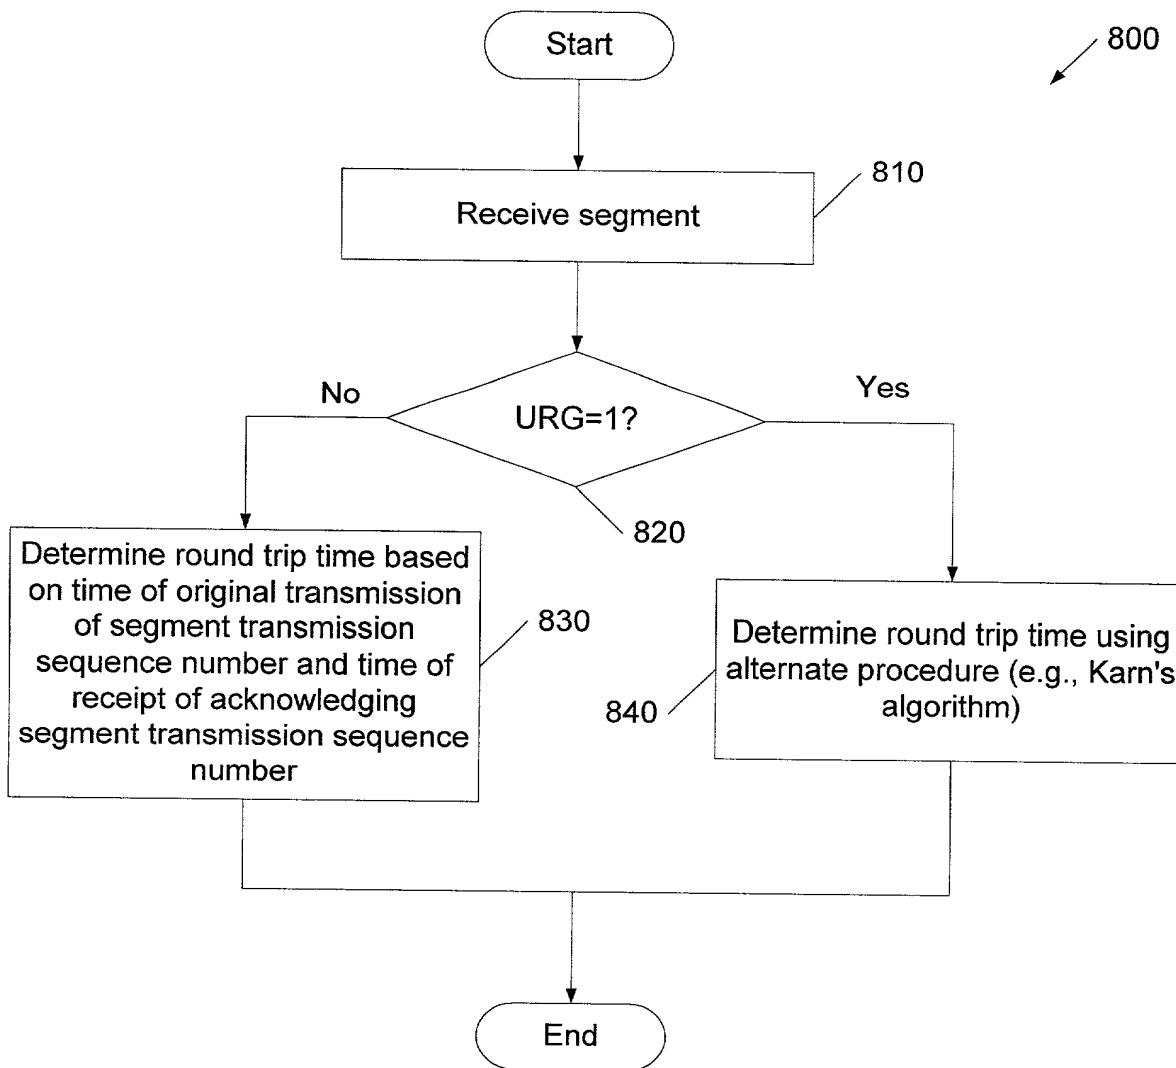 Start
800
810
Receive segment
No
Yes
URG=1?
820
Determine round trip time based
on time of original transmission
of segment transmission
sequence number and time of
receipt of acknowledging
segment transmission sequence
number
830
Determine round trip time using
alternate procedure (e.g., Karn's
algorithm)
840
End